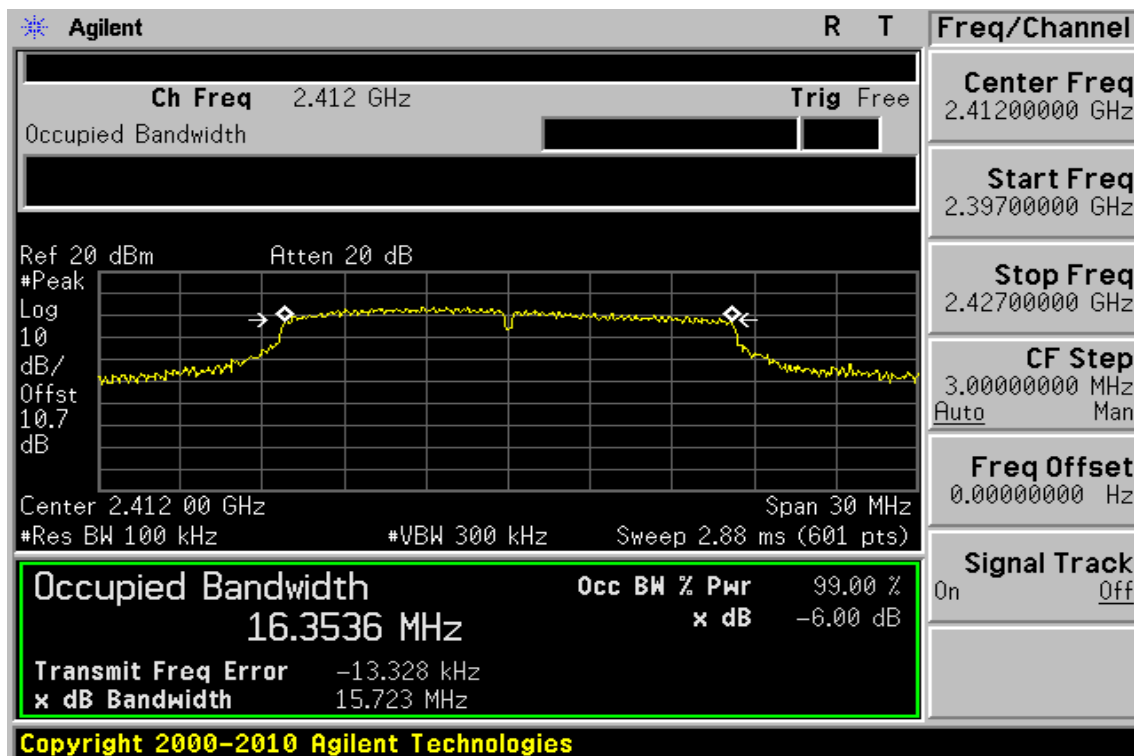 Agilent R T
Ch Freq 2.412 GHz Trig Free
Occupied Bandwidth
Ref 20 dBm Atten 20 dB
#Peak
Log
10
dB/
Offst
10.7
dB
Center 2.412 00 GHz Span 30 MHz
#Res BW 100 kHz #VBW 300 kHz Sweep 2.88 ms (601 pts)
Occupied Bandwidth Occ BW % Pwr 99.00 %
16.3536 MHz x dB -6.00 dB
Transmit Freq Error -13.328 kHz
x dB Bandwidth 15.723 MHz
Copyright 2000-2010 Agilent Technologies
Freq/Channel
Center Freq
2.41200000 GHz
Start Freq
2.39700000 GHz
Stop Freq
2.42700000 GHz
CF Step
3.00000000 MHz
Auto Man
Freq Offset
0.00000000 Hz
Signal Track
On Off